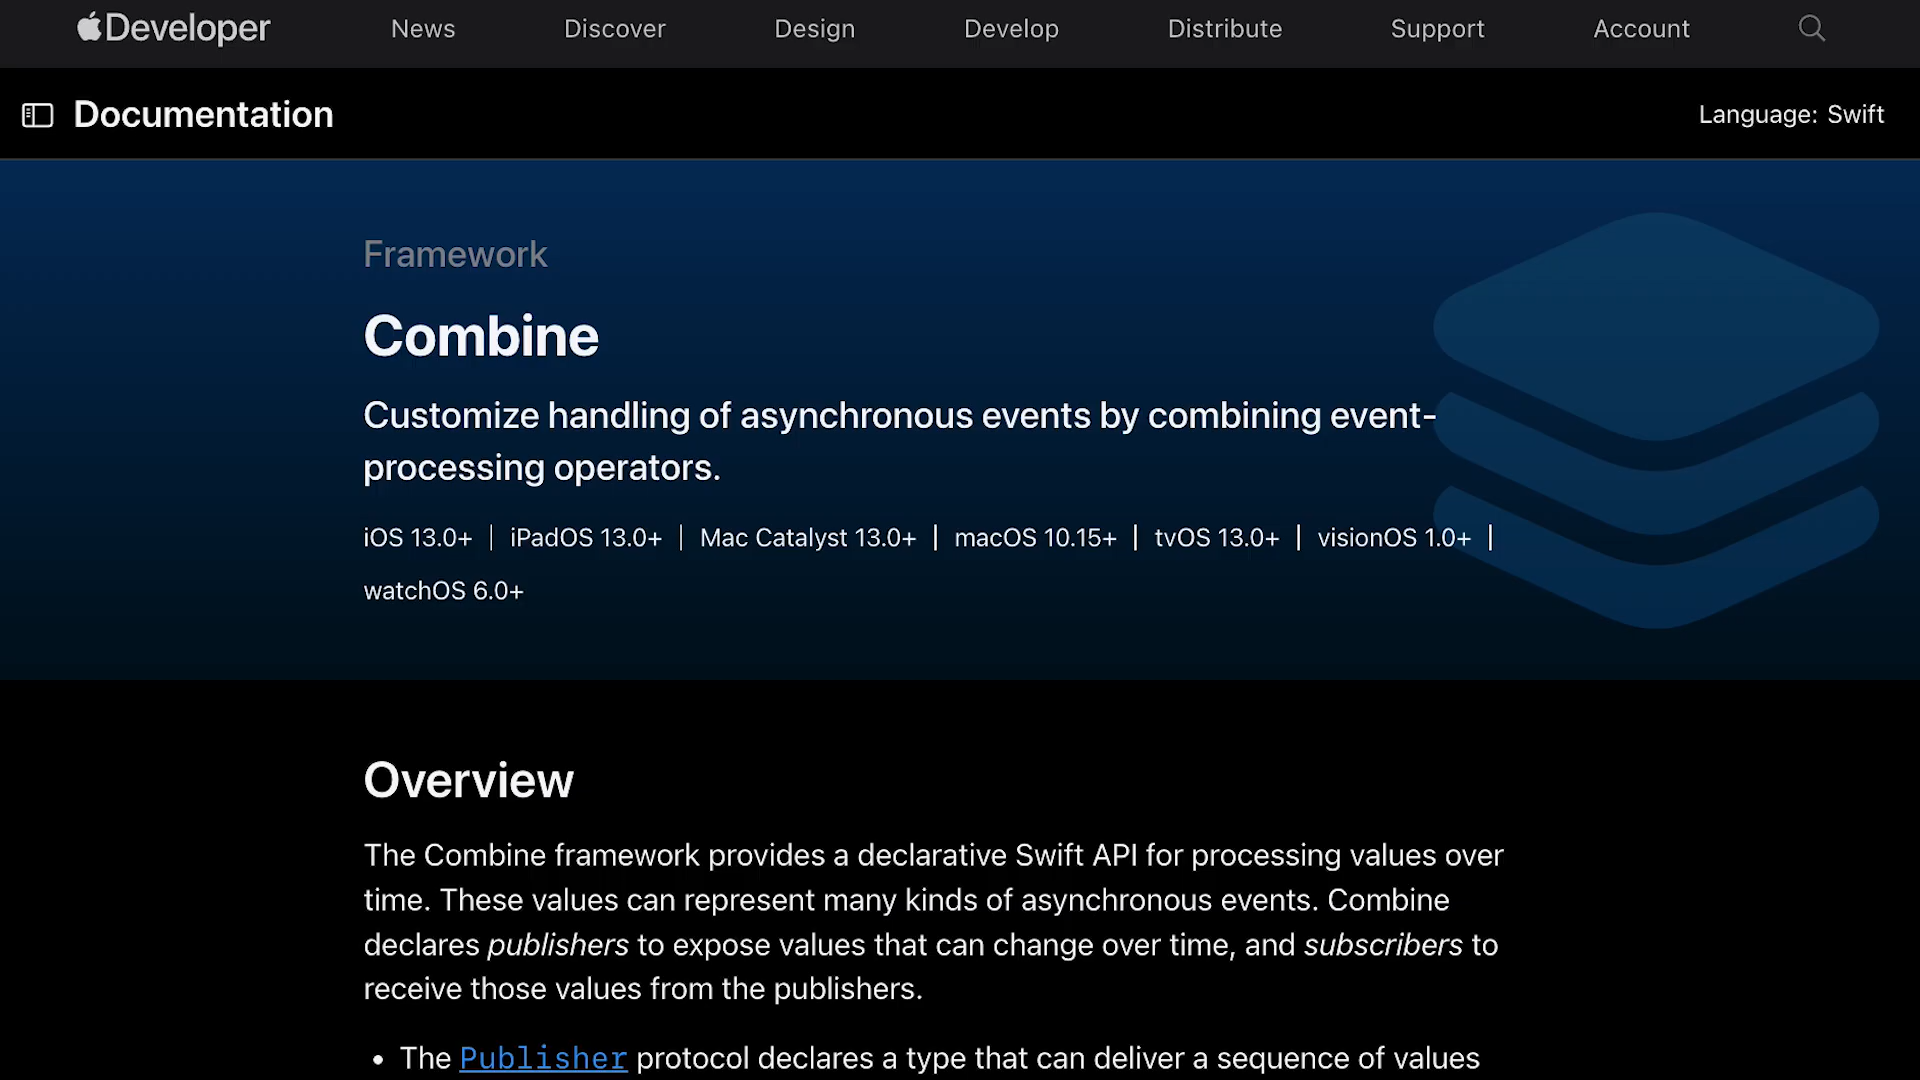 Developer
News
Discover
Design
Develop
Distribute
Support
Account
Documentation
Language: Swift
Framework
Combine
Customize handling of asynchronous events by combining event-
processing operators.
iOS 13.0+ | iPadOS 13.0+ | Mac Catalyst 13.0+ | macOS 10.15+ | tvOS 13.0+ | visionOS 1.0+ |
watchOS 6.0+
Overview
The Combine framework provides a declarative Swift API for processing values over
time. These values can represent many kinds of asynchronous events. Combine
declares publishers to expose values that can change over time, and subscribers to
receive those values from the publishers.
• The Publisher protocol declares a type that can deliver a sequence of values